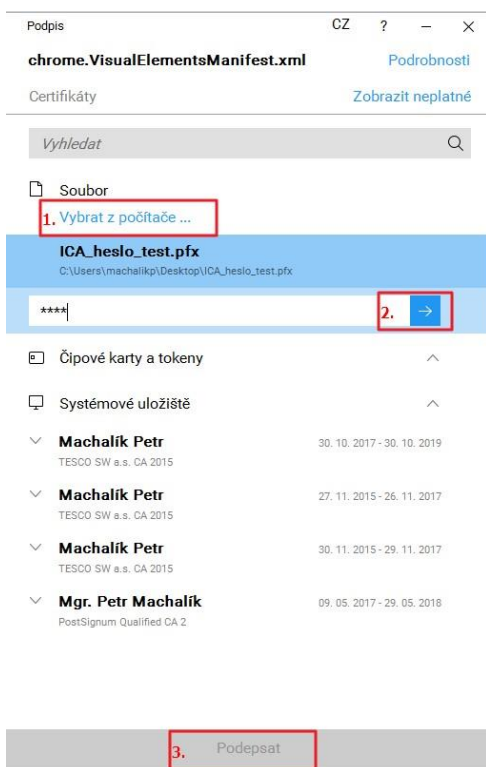 Podpis CZ ? – ×
chrome.VisualElementsManifest.xml Podrobnosti
Certifikáty Zobrazit neplatné
Vyhledat
Soubor
1. Vybrat z počítače ...
ICA_heslo_test.pfx
C:\Users\machalikp\Desktop\ICA_heslo_test.pfx
**** 2. →
Čipové karty a tokeny
Systémové uložiště
Machalík Petr 30. 10. 2017 - 30. 10. 2019
TESCO SW a.s. CA 2015
Machalík Petr 27. 11. 2015 - 26. 11. 2017
TESCO SW a.s. CA 2015
Machalík Petr 30. 11. 2015 - 29. 11. 2017
TESCO SW a.s. CA 2015
Mgr. Petr Machalík 09. 05. 2017 - 29. 05. 2018
PostSignum Qualified CA 2
3. Podepsat